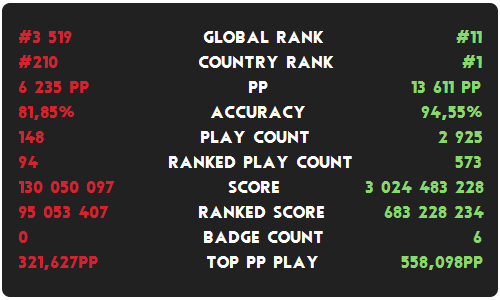 #3 519 GLOBAL RANK #11
#210 COUNTRY RANK #1
6 235 PP PP 13 611 PP
81,85% ACCURACY 94,55%
148 PLAY COUNT 2 925
94 RANKED PLAY COUNT 573
130 050 097 SCORE 3 024 483 228
95 053 407 RANKED SCORE 683 228 234
0 BADGE COUNT 6
321,627PP TOP PP PLAY 558,098PP